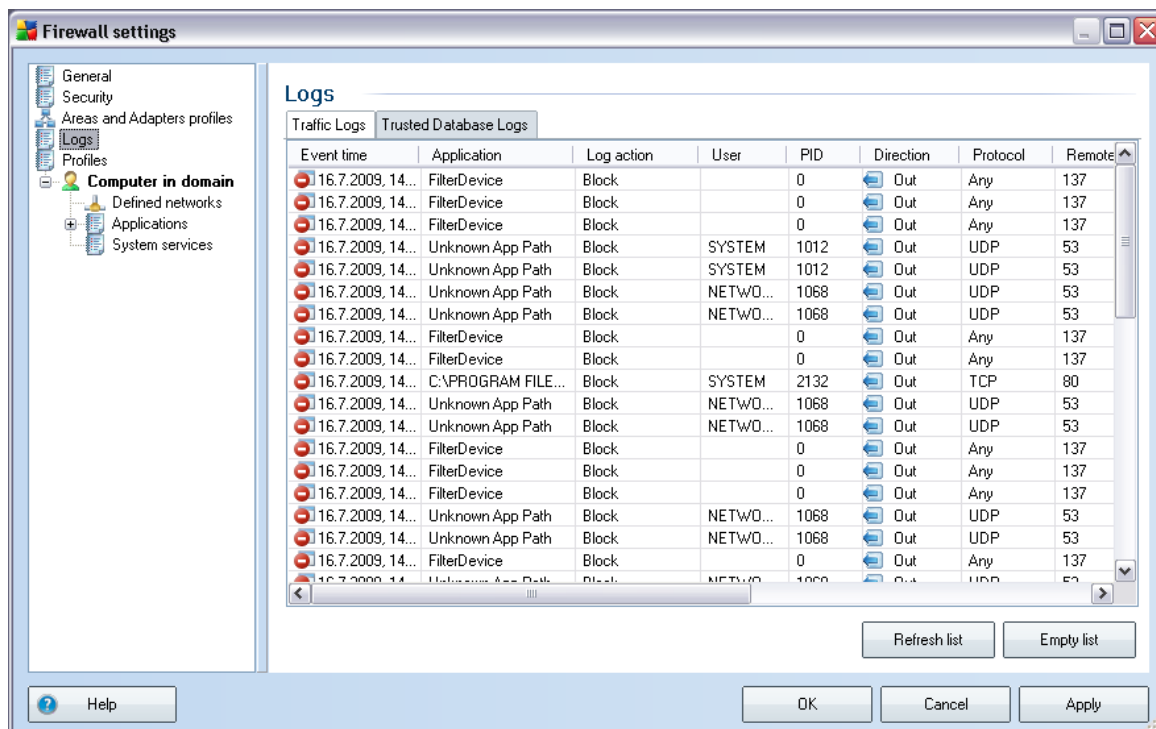 Firewall settings
General
Security
Areas and Adapters profiles
Logs
Profiles
Computer in domain
Defined networks
Applications
System services
Logs
Traffic Logs Trusted Database Logs
Event time Application Log action User PID Direction Protocol Remote
16.7.2009, 14... FilterDevice Block 0 Out Any 137
16.7.2009, 14... FilterDevice Block 0 Out Any 137
16.7.2009, 14... FilterDevice Block 0 Out Any 137
16.7.2009, 14... Unknown App Path Block SYSTEM 1012 Out UDP 53
16.7.2009, 14... Unknown App Path Block SYSTEM 1012 Out UDP 53
16.7.2009, 14... Unknown App Path Block NETWO... 1068 Out UDP 53
16.7.2009, 14... Unknown App Path Block NETWO... 1068 Out UDP 53
16.7.2009, 14... FilterDevice Block 0 Out Any 137
16.7.2009, 14... FilterDevice Block 0 Out Any 137
16.7.2009, 14... C:\PROGRAM FILE... Block SYSTEM 2132 Out TCP 80
16.7.2009, 14... Unknown App Path Block NETWO... 1068 Out UDP 53
16.7.2009, 14... Unknown App Path Block NETWO... 1068 Out UDP 53
16.7.2009, 14... FilterDevice Block 0 Out Any 137
16.7.2009, 14... FilterDevice Block 0 Out Any 137
16.7.2009, 14... FilterDevice Block 0 Out Any 137
16.7.2009, 14... Unknown App Path Block NETWO... 1068 Out UDP 53
16.7.2009, 14... Unknown App Path Block NETWO... 1068 Out UDP 53
16.7.2009, 14... FilterDevice Block 0 Out Any 137
Refresh list Empty list
Help OK Cancel Apply